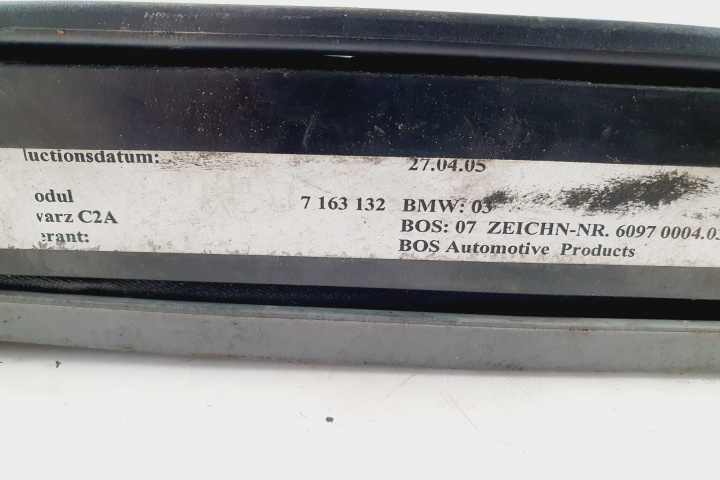 uctionsdatum: 27.04.05
odul 7 163 132 BMW: 03
varz C2A BOS: 07 ZEICHN-NR. 6097 0004.03
erant: BOS Automotive Products